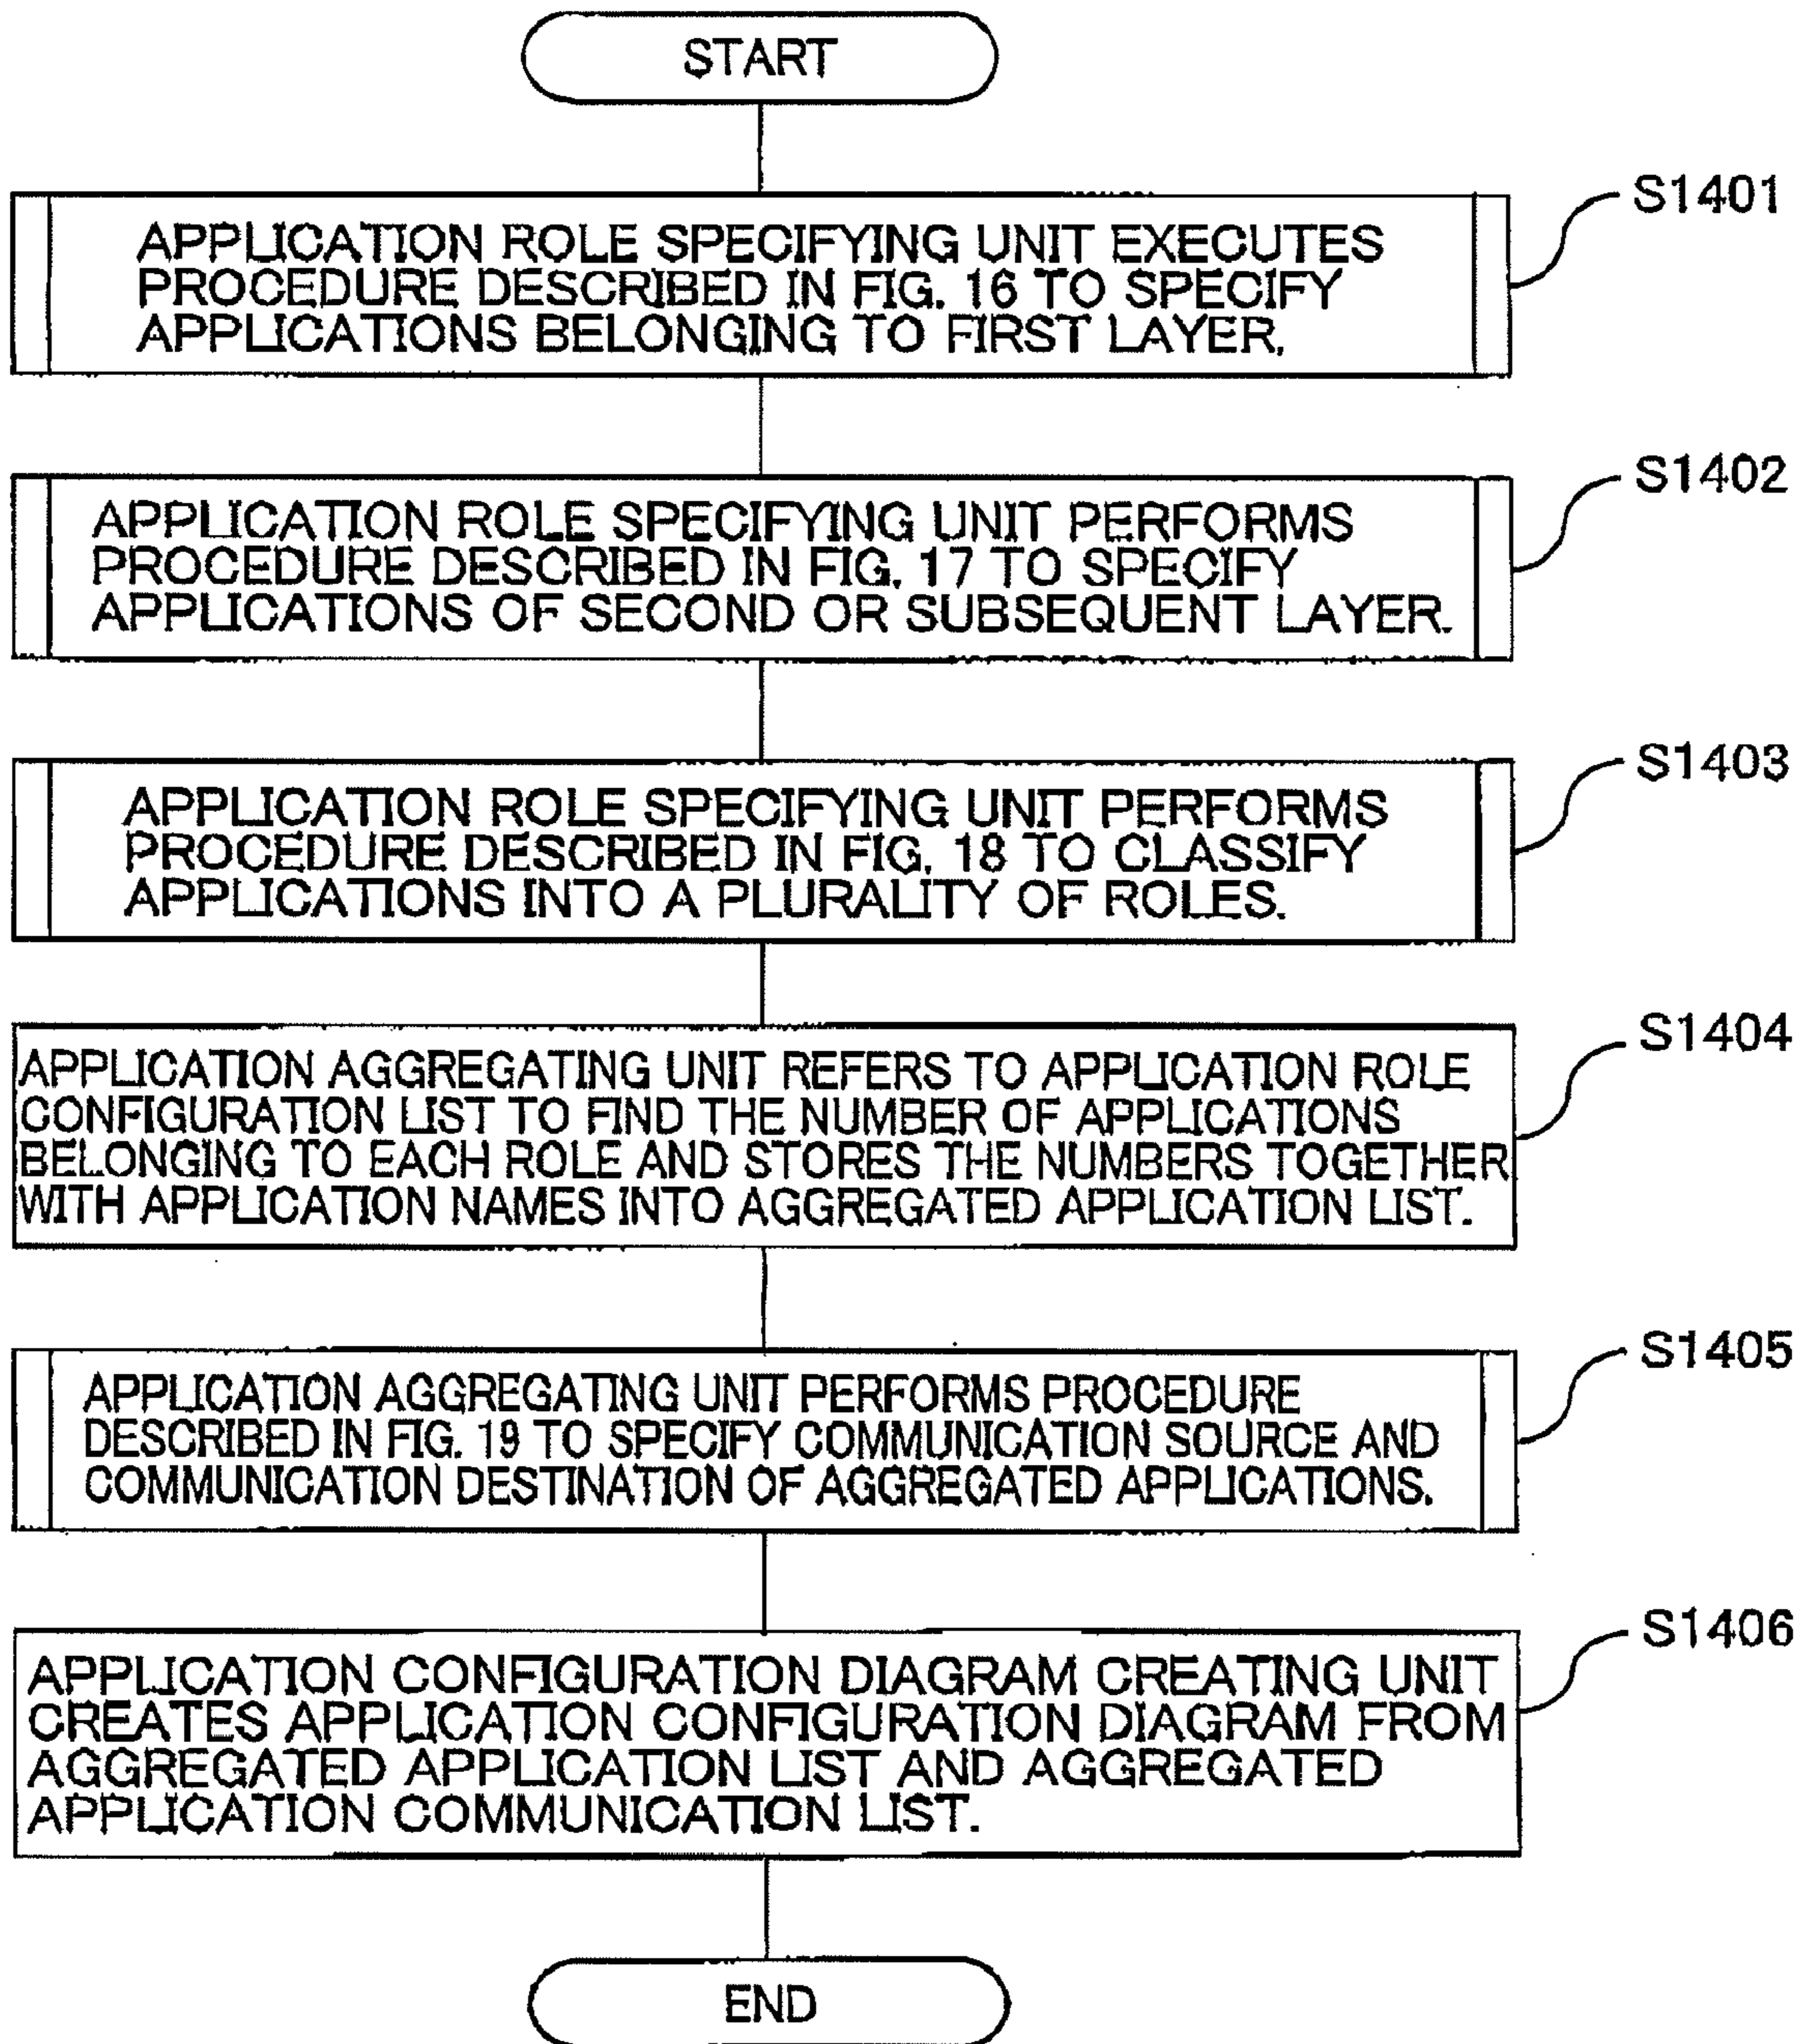 START
S1401
APPLICATION ROLE SPECIFYING UNIT EXECUTES
PROCEDURE DESCRIBED IN FIG. 16 TO SPECIFY
APPLICATIONS BELONGING TO FIRST LAYER.
S1402
APPLICATION ROLE SPECIFYING UNIT PERFORMS
PROCEDURE DESCRIBED IN FIG. 17 TO SPECIFY
APPLICATIONS OF SECOND OR SUBSEQUENT LAYER.
S1403
APPLICATION ROLE SPECIFYING UNIT PERFORMS
PROCEDURE DESCRIBED IN FIG. 18 TO CLASSIFY
APPLICATIONS INTO A PLURALITY OF ROLES.
S1404
APPLICATION AGGREGATING UNIT REFERS TO APPLICATION ROLE
CONFIGURATION LIST TO FIND THE NUMBER OF APPLICATIONS
BELONGING TO EACH ROLE AND STORES THE NUMBERS TOGETHER
WITH APPLICATION NAMES INTO AGGREGATED APPLICATION LIST.
S1405
APPLICATION AGGREGATING UNIT PERFORMS PROCEDURE
DESCRIBED IN FIG. 19 TO SPECIFY COMMUNICATION SOURCE AND
COMMUNICATION DESTINATION OF AGGREGATED APPLICATIONS.
S1406
APPLICATION CONFIGURATION DIAGRAM CREATING UNIT
CREATES APPLICATION CONFIGURATION DIAGRAM FROM
AGGREGATED APPLICATION LIST AND AGGREGATED
APPLICATION COMMUNICATION LIST.
END